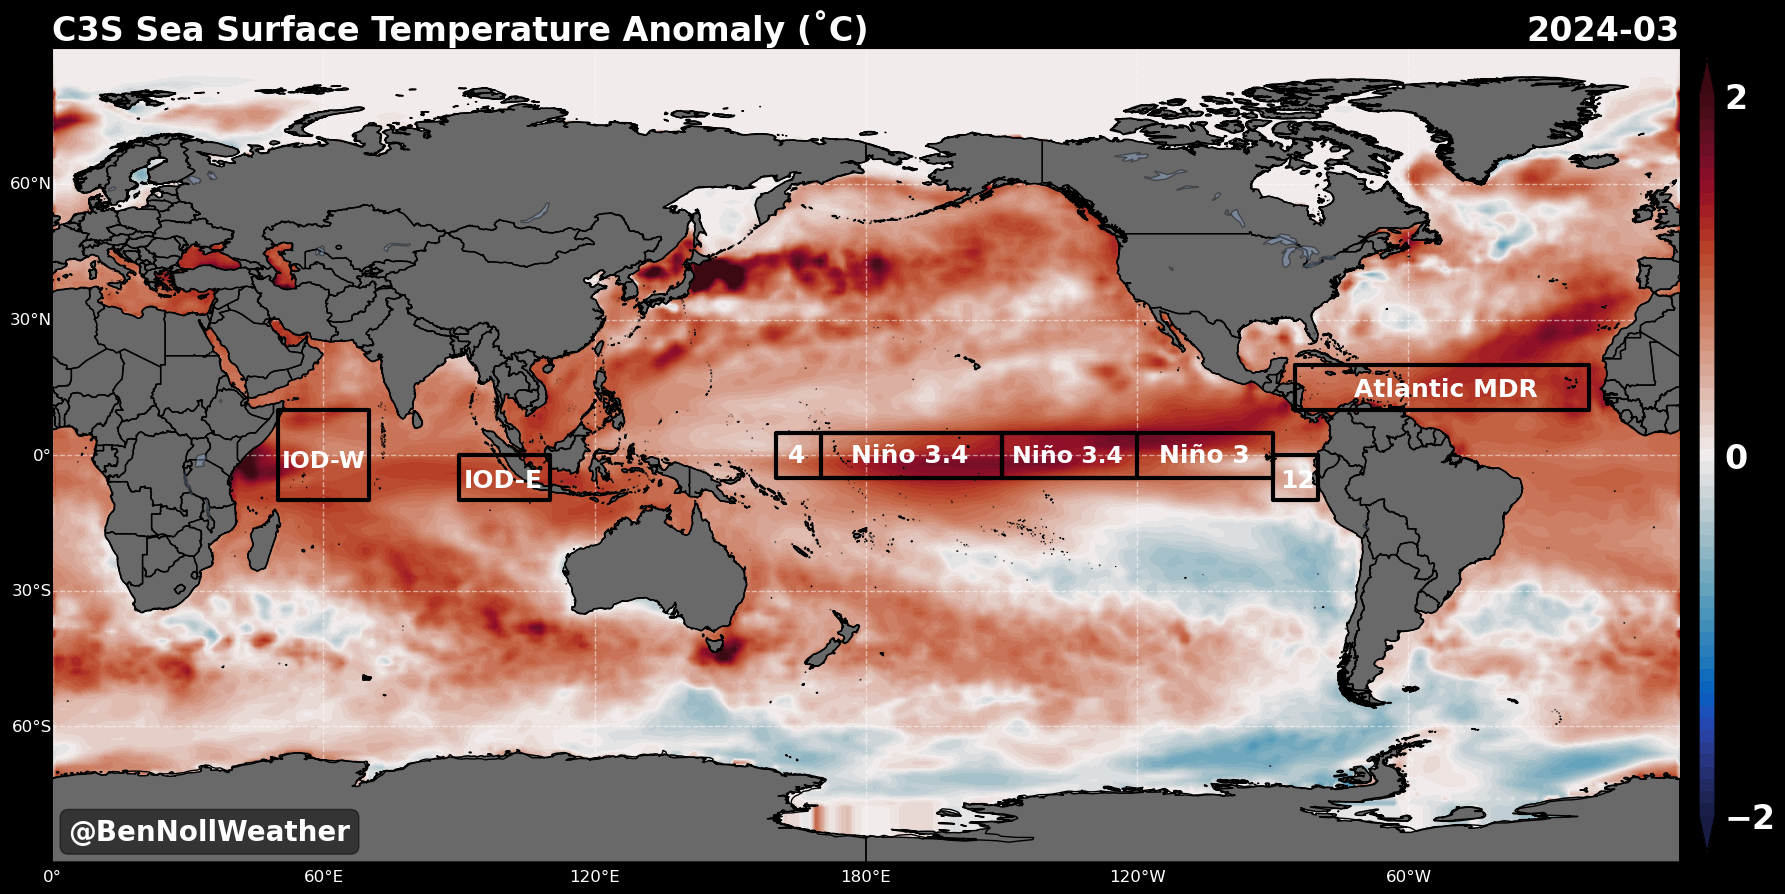 C3S Sea Surface Temperature Anomaly (˚C)
2024-03
2
60°N
30°N
Atlantic MDR
0°
IOD-W
4
Niño 3.4
Niño 3.4
Niño 3
0
IOD-E
12
30°S
60°S
−2
@BenNollWeather
0°
60°E
120°E
180°E
120°W
60°W